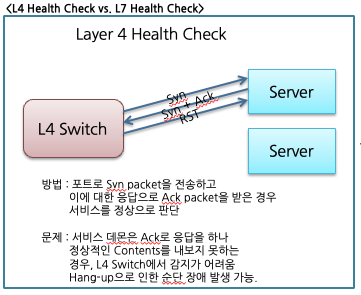 <L4 Health Check vs. L7 Health Check>
Layer 4 Health Check
Syn
Syn + Ack
RST
L4 Switch
Server
Server
방법 : 포트로 Syn packet을 전송하고
이에 대한 응답으로 Ack packet을 받은 경우
서비스를 정상으로 판단
문제 : 서비스 데몬은 Ack로 응답을 하나
정상적인 Contents를 내보지 못하는
경우, L4 Switch에서 감지가 어려움
Hang-up으로 인한 순단 장애 발생 가능.